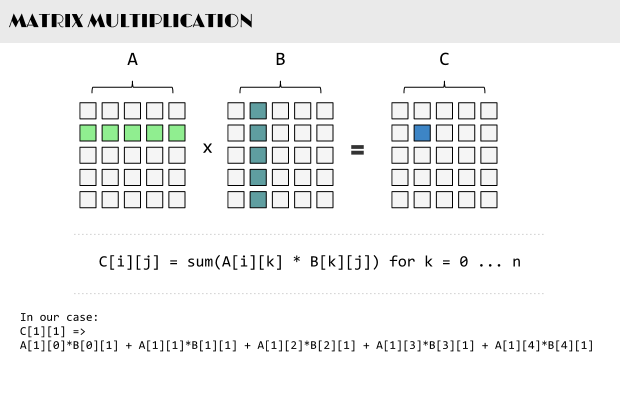 MATRIX MULTIPLICATION
A B C
x =
C[i][j] = sum(A[i][k] * B[k][j]) for k = 0 ... n
In our case:
C[1][1] =>
A[1][0]*B[0][1] + A[1][1]*B[1][1] + A[1][2]*B[2][1] + A[1][3]*B[3][1] + A[1][4]*B[4][1]